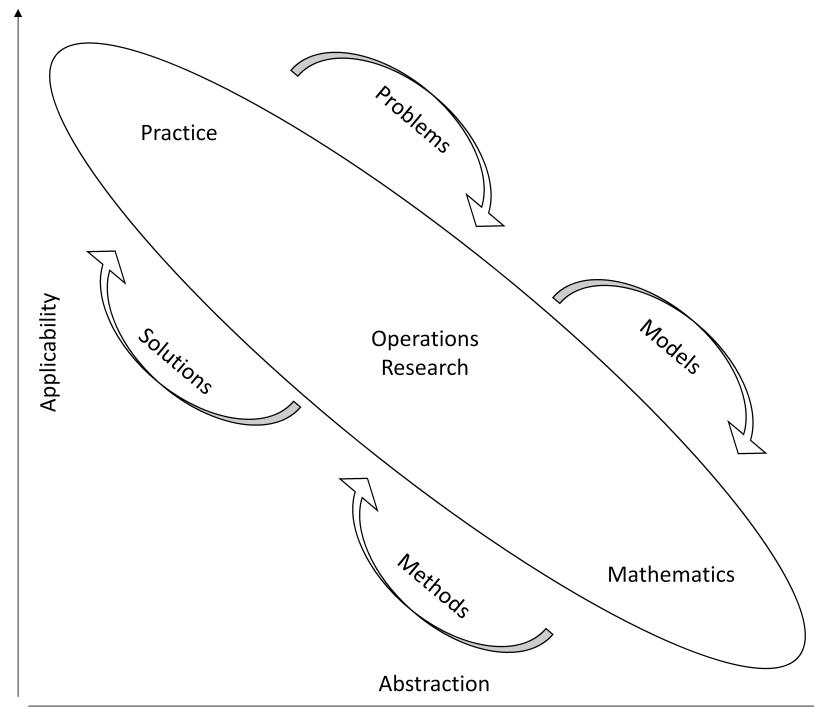 Problems
Practice
Models
Operations
Research
Applicability
Solutions
Methods
Mathematics
Abstraction